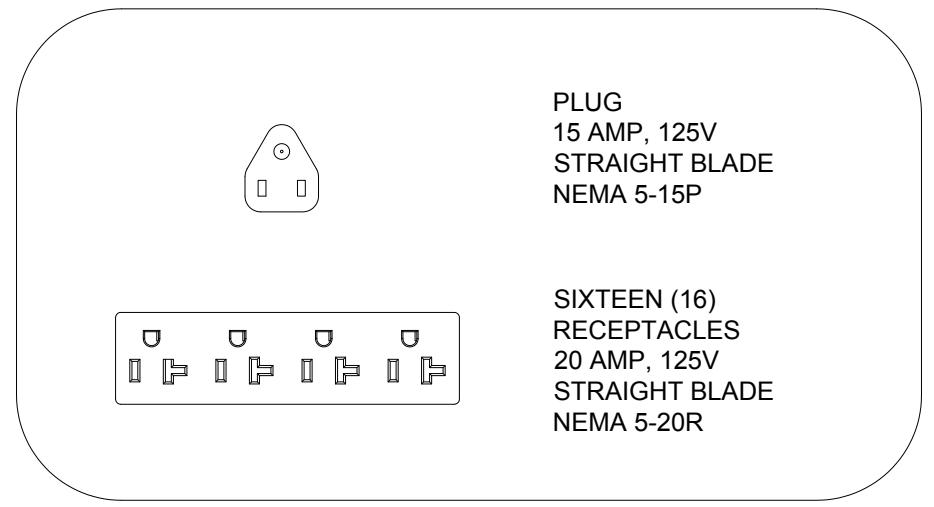 PLUG
15 AMP, 125V
STRAIGHT BLADE
NEMA 5-15P
SIXTEEN (16)
RECEPTACLES
20 AMP, 125V
STRAIGHT BLADE
NEMA 5-20R